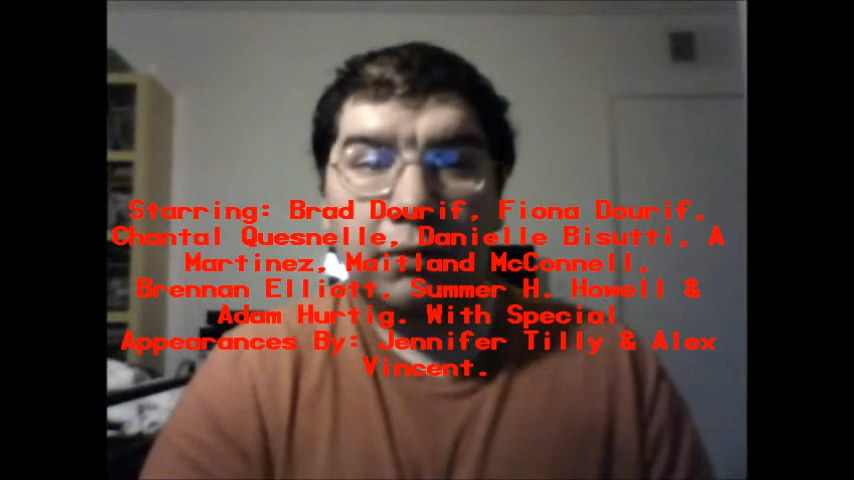 Starring: Brad Dourif, Fiona Dourif,
Chantal Quesnelle, Danielle Bisutti, A
Martinez, Maitland McConnell,
Brennan Elliott, Summer H. Howell &
Adam Hurtig. With Special
Appearances By: Jennifer Tilly & Alex
Vincent.